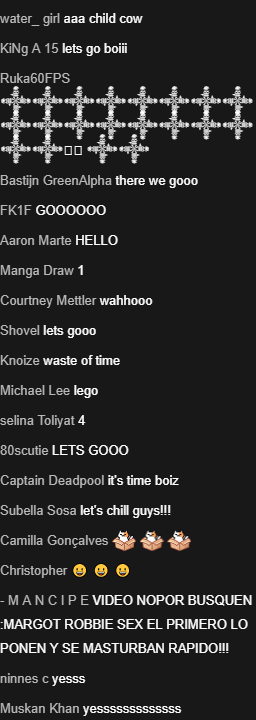 water_ girl aaa child cow
KiNg A 15 lets go boiii
Ruka60FPS
Bastijn GreenAlpha there we gooo
FK1F GOOOOOO
Aaron Marte HELLO
Manga Draw 1
Courtney Mettler wahhooo
Shovel lets gooo
Knoize waste of time
Michael Lee lego
selina Toliyat 4
80scutie LETS GOOO
Captain Deadpool it's time boiz
Subella Sosa let's chill guys!!!
Camilla Gonçalves
Christopher 😀 😀 😀
- M A N C I P E VIDEO NOPOR BUSQUEN
:MARGOT ROBBIE SEX EL PRIMERO LO
PONEN Y SE MASTURBAN RAPIDO!!!
ninnes c yesss
Muskan Khan yesssssssssssss